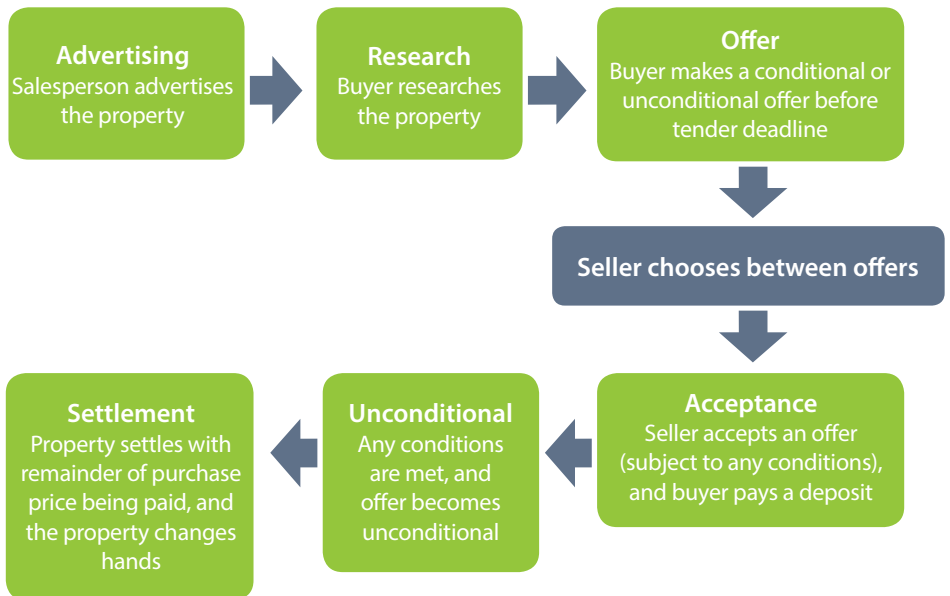 Advertising
Salesperson advertises
the property
Research
Buyer researches
the property
Offer
Buyer makes a conditional or
unconditional offer before
tender deadline
Seller chooses between offers
Acceptance
Seller accepts an offer
(subject to any conditions),
and buyer pays a deposit
Unconditional
Any conditions
are met, and
offer becomes
unconditional
Settlement
Property settles with
remainder of purchase
price being paid, and
the property changes
hands